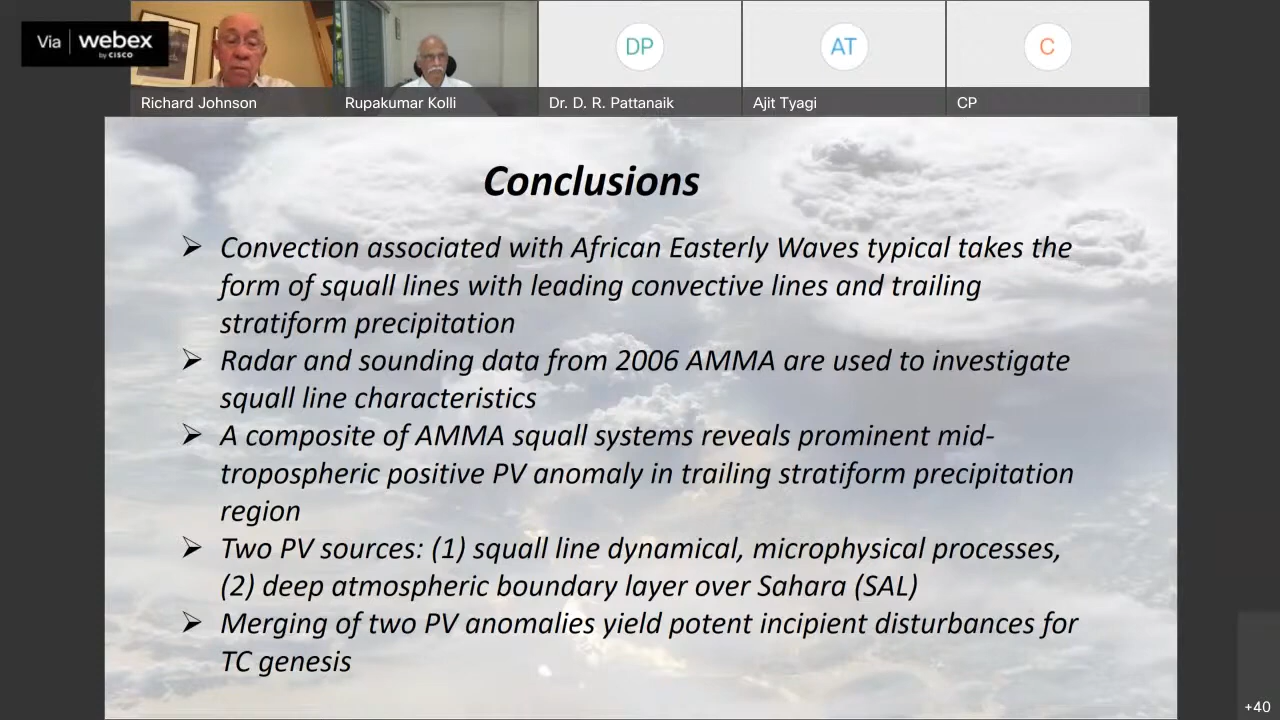 Via webex
by CISCO
Richard Johnson
Rupakumar Kolli
DP
Dr. D. R. Pattanaik
AT
Ajit Tyagi
C
CP
Conclusions
Convection associated with African Easterly Waves typical takes the
form of squall lines with leading convective lines and trailing
stratiform precipitation
Radar and sounding data from 2006 AMMA are used to investigate
squall line characteristics
A composite of AMMA squall systems reveals prominent mid-
tropospheric positive PV anomaly in trailing stratiform precipitation
region
Two PV sources: (1) squall line dynamical, microphysical processes,
(2) deep atmospheric boundary layer over Sahara (SAL)
Merging of two PV anomalies yield potent incipient disturbances for
TC genesis
+40